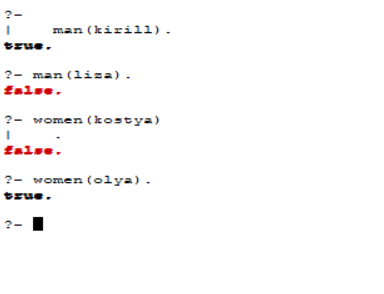 ?-
|    man(kirill).
true.
?- man(liza).
false.
?- women(kostya)
|    .
false.
?- women(olya).
true.
?-